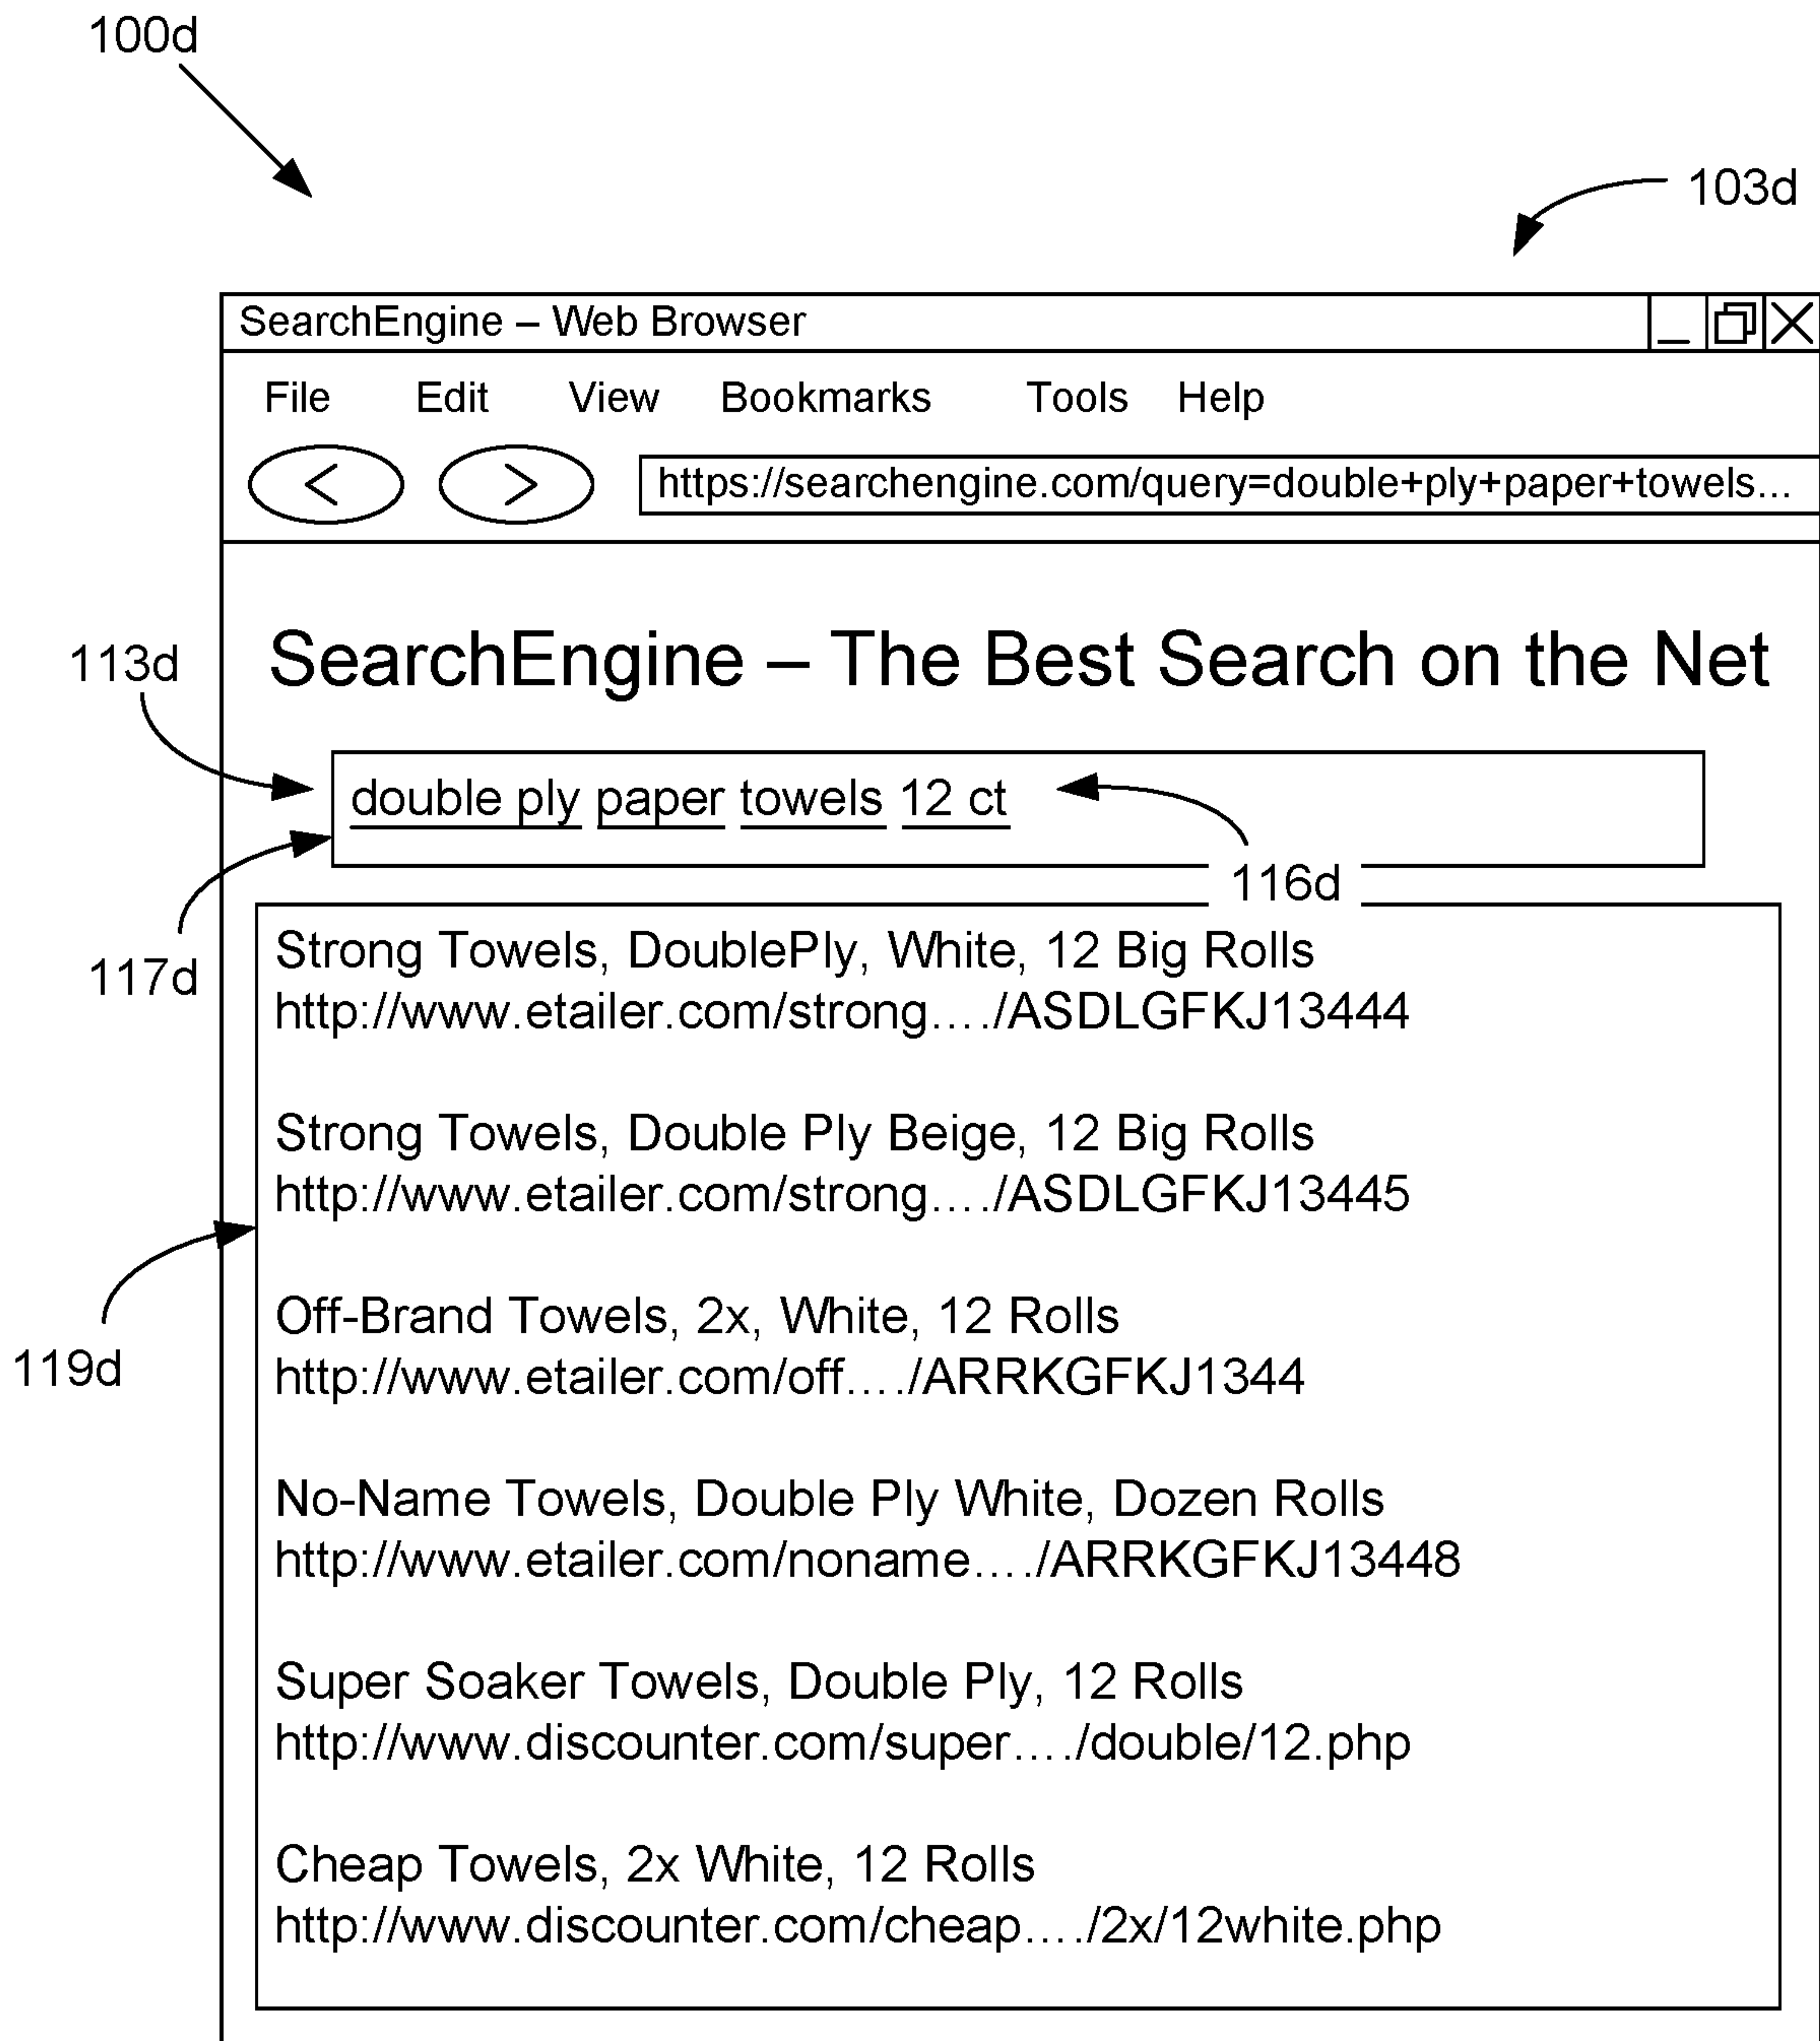 100d
103d
SearchEngine – Web Browser
File Edit View Bookmarks Tools Help
< > https://searchengine.com/query=double+ply+paper+towels...
113d
SearchEngine – The Best Search on the Net
double ply paper towels 12 ct
116d
117d
Strong Towels, DoublePly, White, 12 Big Rolls
http://www.etailer.com/strong…./ASDLGFKJ13444
Strong Towels, Double Ply Beige, 12 Big Rolls
http://www.etailer.com/strong…./ASDLGFKJ13445
119d
Off-Brand Towels, 2x, White, 12 Rolls
http://www.etailer.com/off…./ARRKGFKJ1344
No-Name Towels, Double Ply White, Dozen Rolls
http://www.etailer.com/noname…./ARRKGFKJ13448
Super Soaker Towels, Double Ply, 12 Rolls
http://www.discounter.com/super…./double/12.php
Cheap Towels, 2x White, 12 Rolls
http://www.discounter.com/cheap…./2x/12white.php